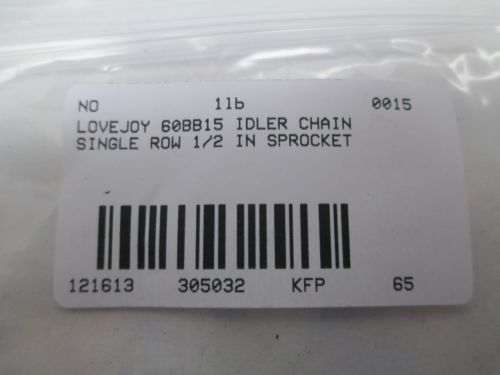 NO 1lb 0015
LOVEJOY 60BB15 IDLER CHAIN
SINGLE ROW 1/2 IN SPROCKET
121613 305032 KFP 65